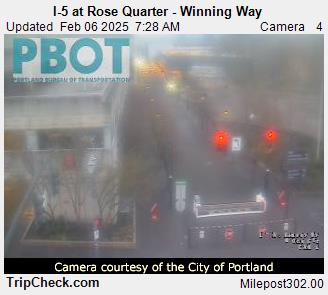 I-5 at Rose Quarter - Winning Way
Updated Feb 06 2025 7:28 AM Camera 4
PBOT
PORTLAND BUREAU OF TRANSPORTATION
Camera courtesy of the City of Portland
TripCheck.com Milepost302.00